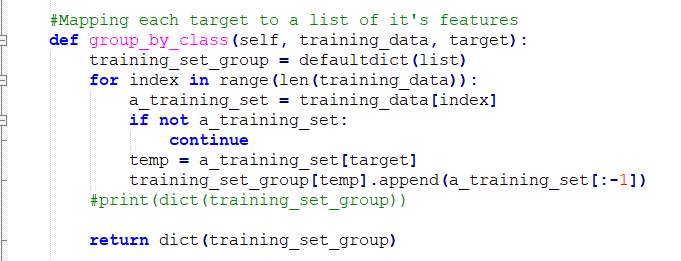 #Mapping each target to a list of it's features
def group_by_class(self, training_data, target):
    training_set_group = defaultdict(list)
    for index in range(len(training_data)):
        a_training_set = training_data[index]
        if not a_training_set:
            continue
        temp = a_training_set[target]
        training_set_group[temp].append(a_training_set[:-1])
    #print(dict(training_set_group))

    return dict(training_set_group)